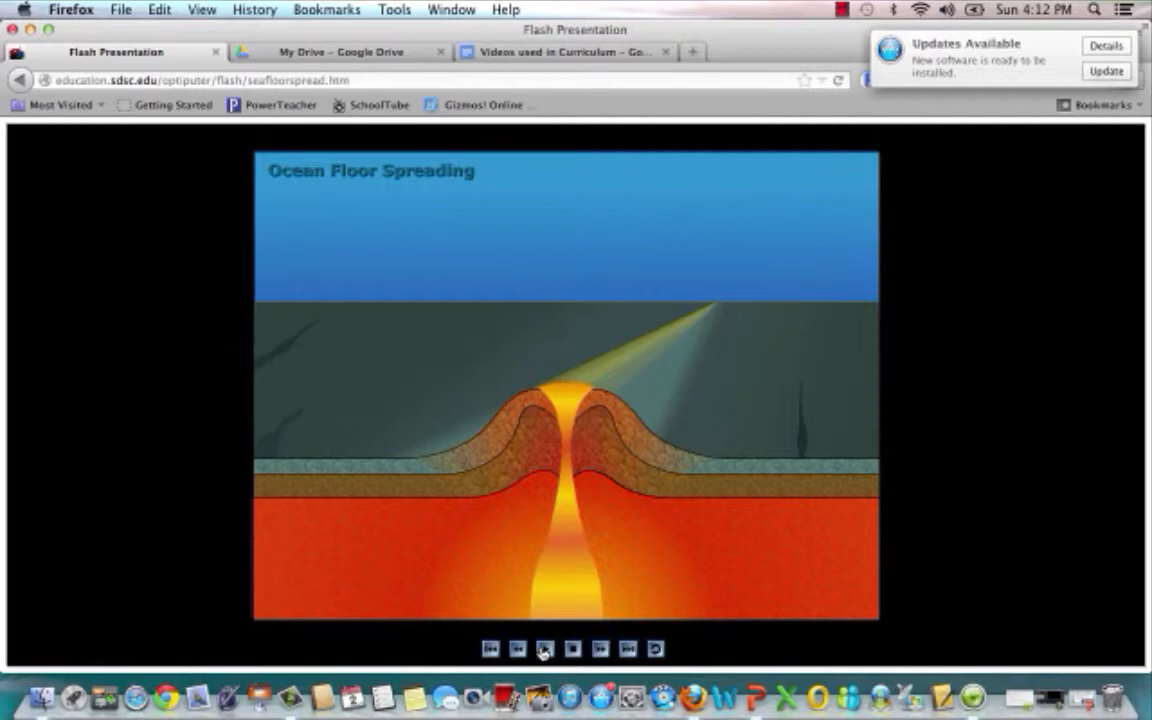 Firefox File Edit View History Bookmarks Tools Window Help Sun 4:12 PM
Flash Presentation
Flash Presentation My Drive – Google Drive Videos used in Curriculum – Go...
Updates Available
New software is ready to be
installed.
Details
Update
education.sdsc.edu/optiputer/flash/seafloorspread.htm
Most Visited Getting Started PowerTeacher SchoolTube Gizmos! Online ... Bookmarks
Ocean Floor Spreading